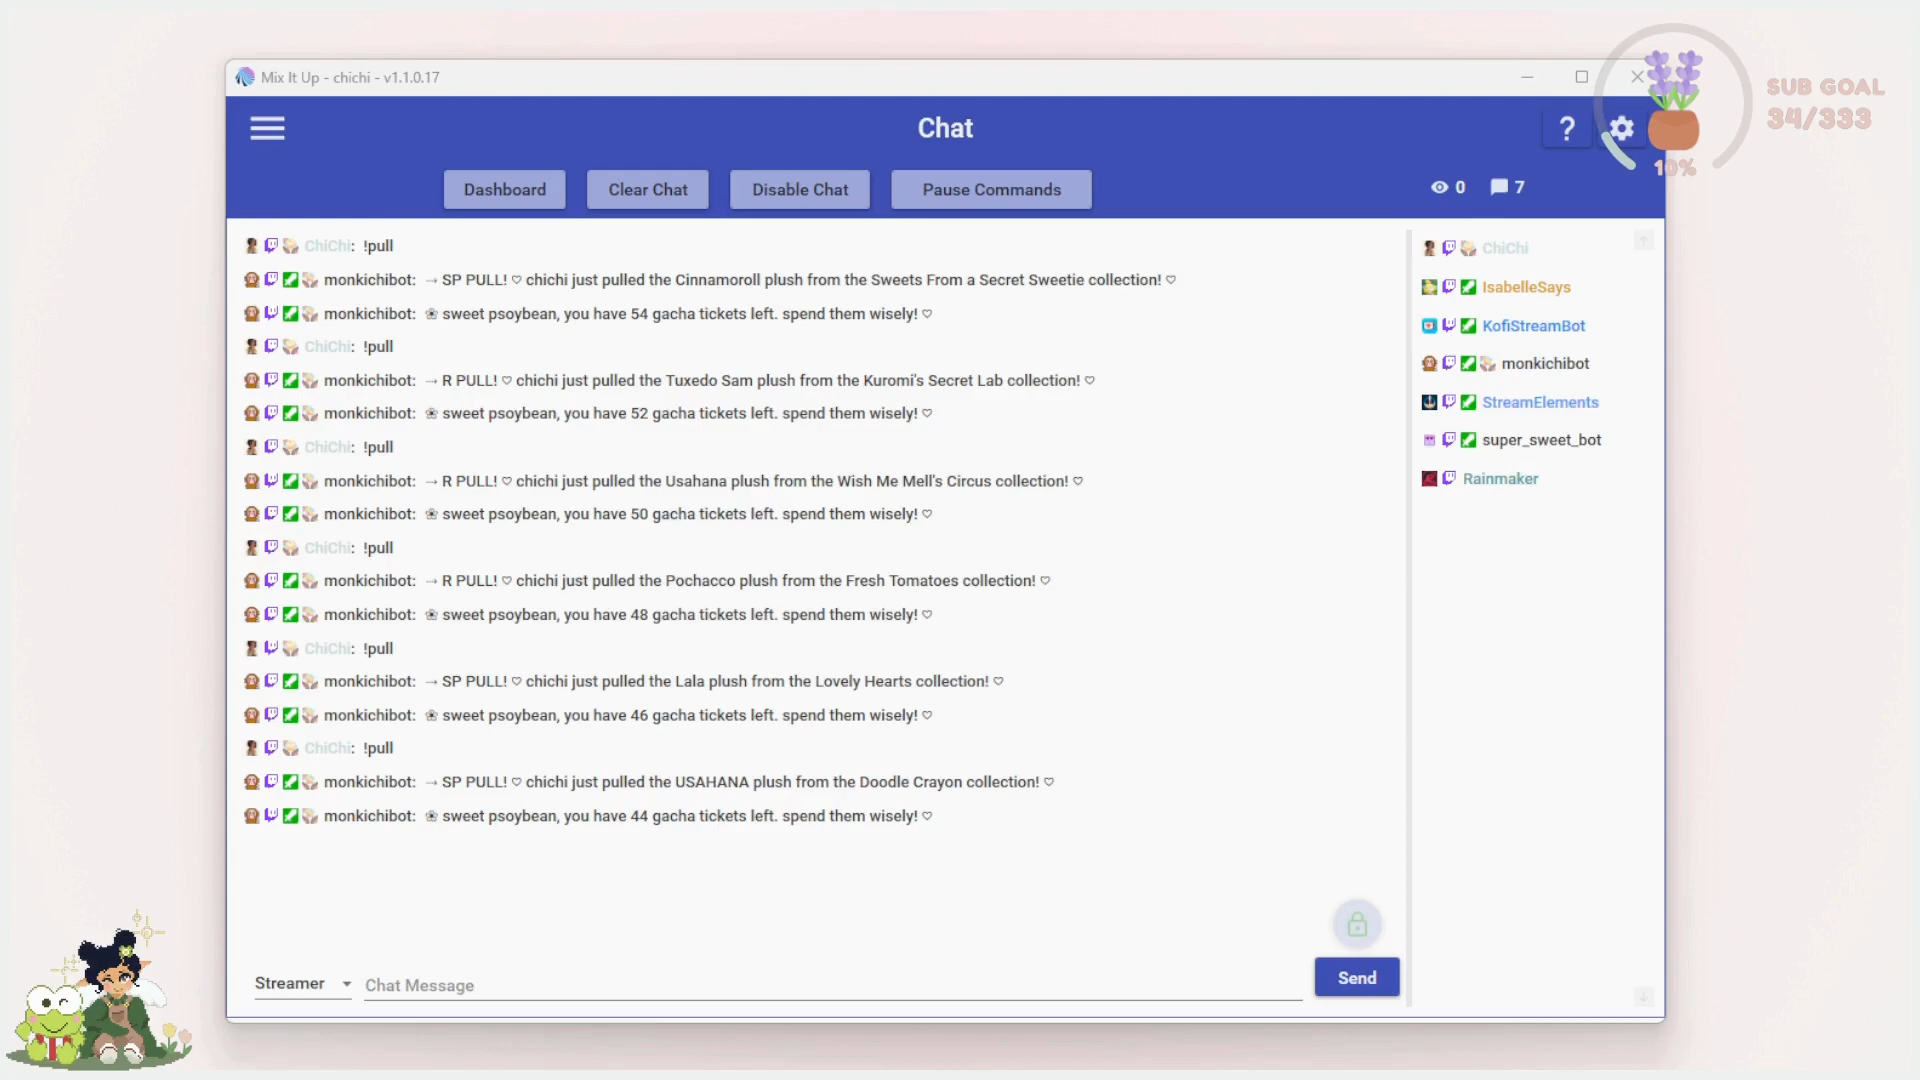 Mix It Up - chichi - v1.1.0.17
SUB GOAL
34/333
10%
Chat
?
Dashboard
Clear Chat
Disable Chat
Pause Commands
0
7
ChiChi: !pull
monkichibot: → SP PULL! ♡ chichi just pulled the Cinnamoroll plush from the Sweets From a Secret Sweetie collection! ♡
monkichibot: ❀ sweet psoybean, you have 54 gacha tickets left. spend them wisely! ♡
ChiChi: !pull
monkichibot: → R PULL! ♡ chichi just pulled the Tuxedo Sam plush from the Kuromi's Secret Lab collection! ♡
monkichibot: ❀ sweet psoybean, you have 52 gacha tickets left. spend them wisely! ♡
ChiChi: !pull
monkichibot: → R PULL! ♡ chichi just pulled the Usahana plush from the Wish Me Mell's Circus collection! ♡
monkichibot: ❀ sweet psoybean, you have 50 gacha tickets left. spend them wisely! ♡
ChiChi: !pull
monkichibot: → R PULL! ♡ chichi just pulled the Pochacco plush from the Fresh Tomatoes collection! ♡
monkichibot: ❀ sweet psoybean, you have 48 gacha tickets left. spend them wisely! ♡
ChiChi: !pull
monkichibot: → SP PULL! ♡ chichi just pulled the Lala plush from the Lovely Hearts collection! ♡
monkichibot: ❀ sweet psoybean, you have 46 gacha tickets left. spend them wisely! ♡
ChiChi: !pull
monkichibot: → SP PULL! ♡ chichi just pulled the USAHANA plush from the Doodle Crayon collection! ♡
monkichibot: ❀ sweet psoybean, you have 44 gacha tickets left. spend them wisely! ♡
ChiChi
IsabelleSays
KofiStreamBot
monkichibot
StreamElements
super_sweet_bot
Rainmaker
Streamer
Chat Message
Send